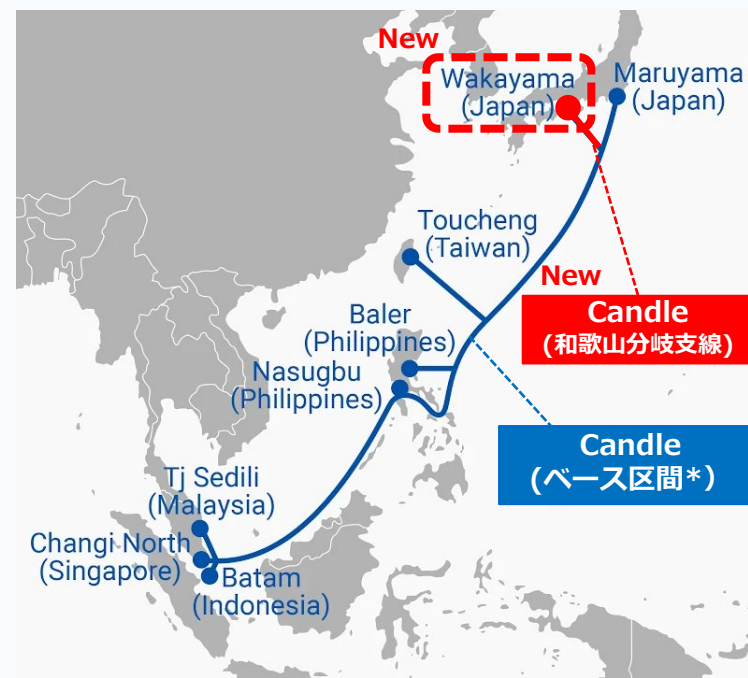 New
Wakayama
(Japan)
Maruyama
(Japan)
Toucheng
(Taiwan)
New
Candle
(和歌山分岐支線)
Baler
(Philippines)
Nasugbu
(Philippines)
Candle
(ベース区間*)
Tj Sedili
(Malaysia)
Changi North
(Singapore)
Batam
(Indonesia)